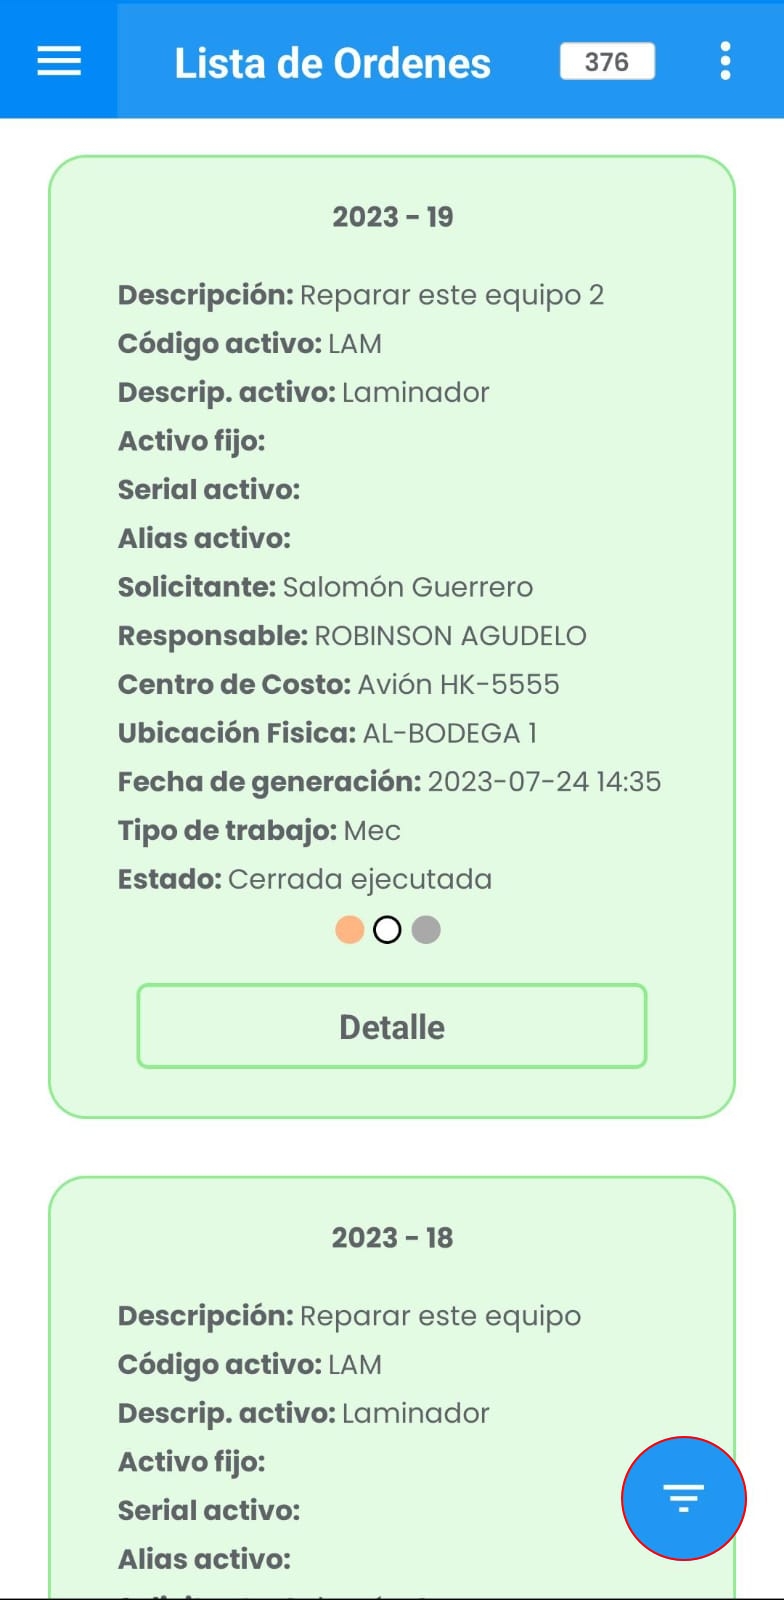 Lista de Ordenes 376
2023 - 19
Descripción: Reparar este equipo 2
Código activo: LAM
Descrip. activo: Laminador
Activo fijo:
Serial activo:
Alias activo:
Solicitante: Salomón Guerrero
Responsable: ROBINSON AGUDELO
Centro de Costo: Avión HK-5555
Ubicación Fisica: AL-BODEGA 1
Fecha de generación: 2023-07-24 14:35
Tipo de trabajo: Mec
Estado: Cerrada ejecutada
Detalle
2023 - 18
Descripción: Reparar este equipo
Código activo: LAM
Descrip. activo: Laminador
Activo fijo:
Serial activo:
Alias activo: